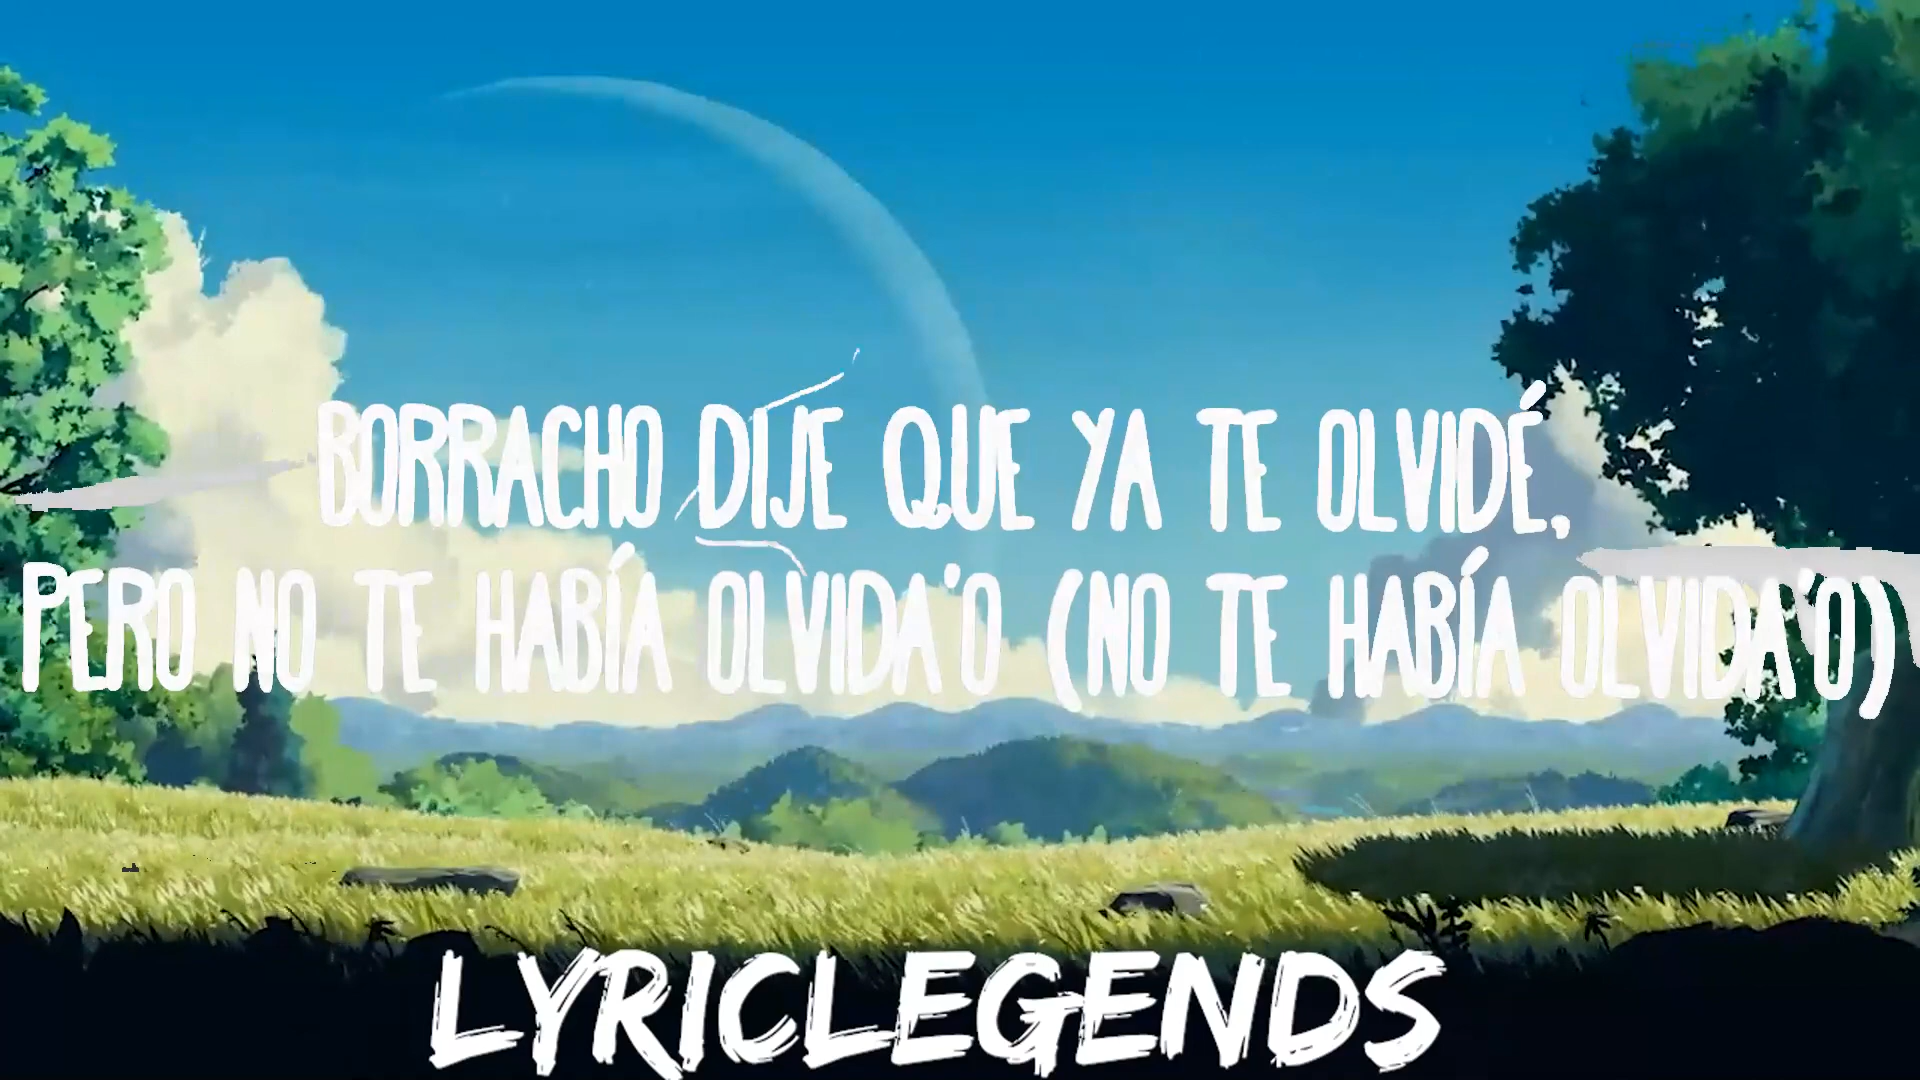 BORRACHO DIJE QUE YA TE OLVIDÉ,
PERO NO TE HABÍA OLVIDA'O (NO TE HABÍA OLVIDA'O)
LYRICLEGENDS